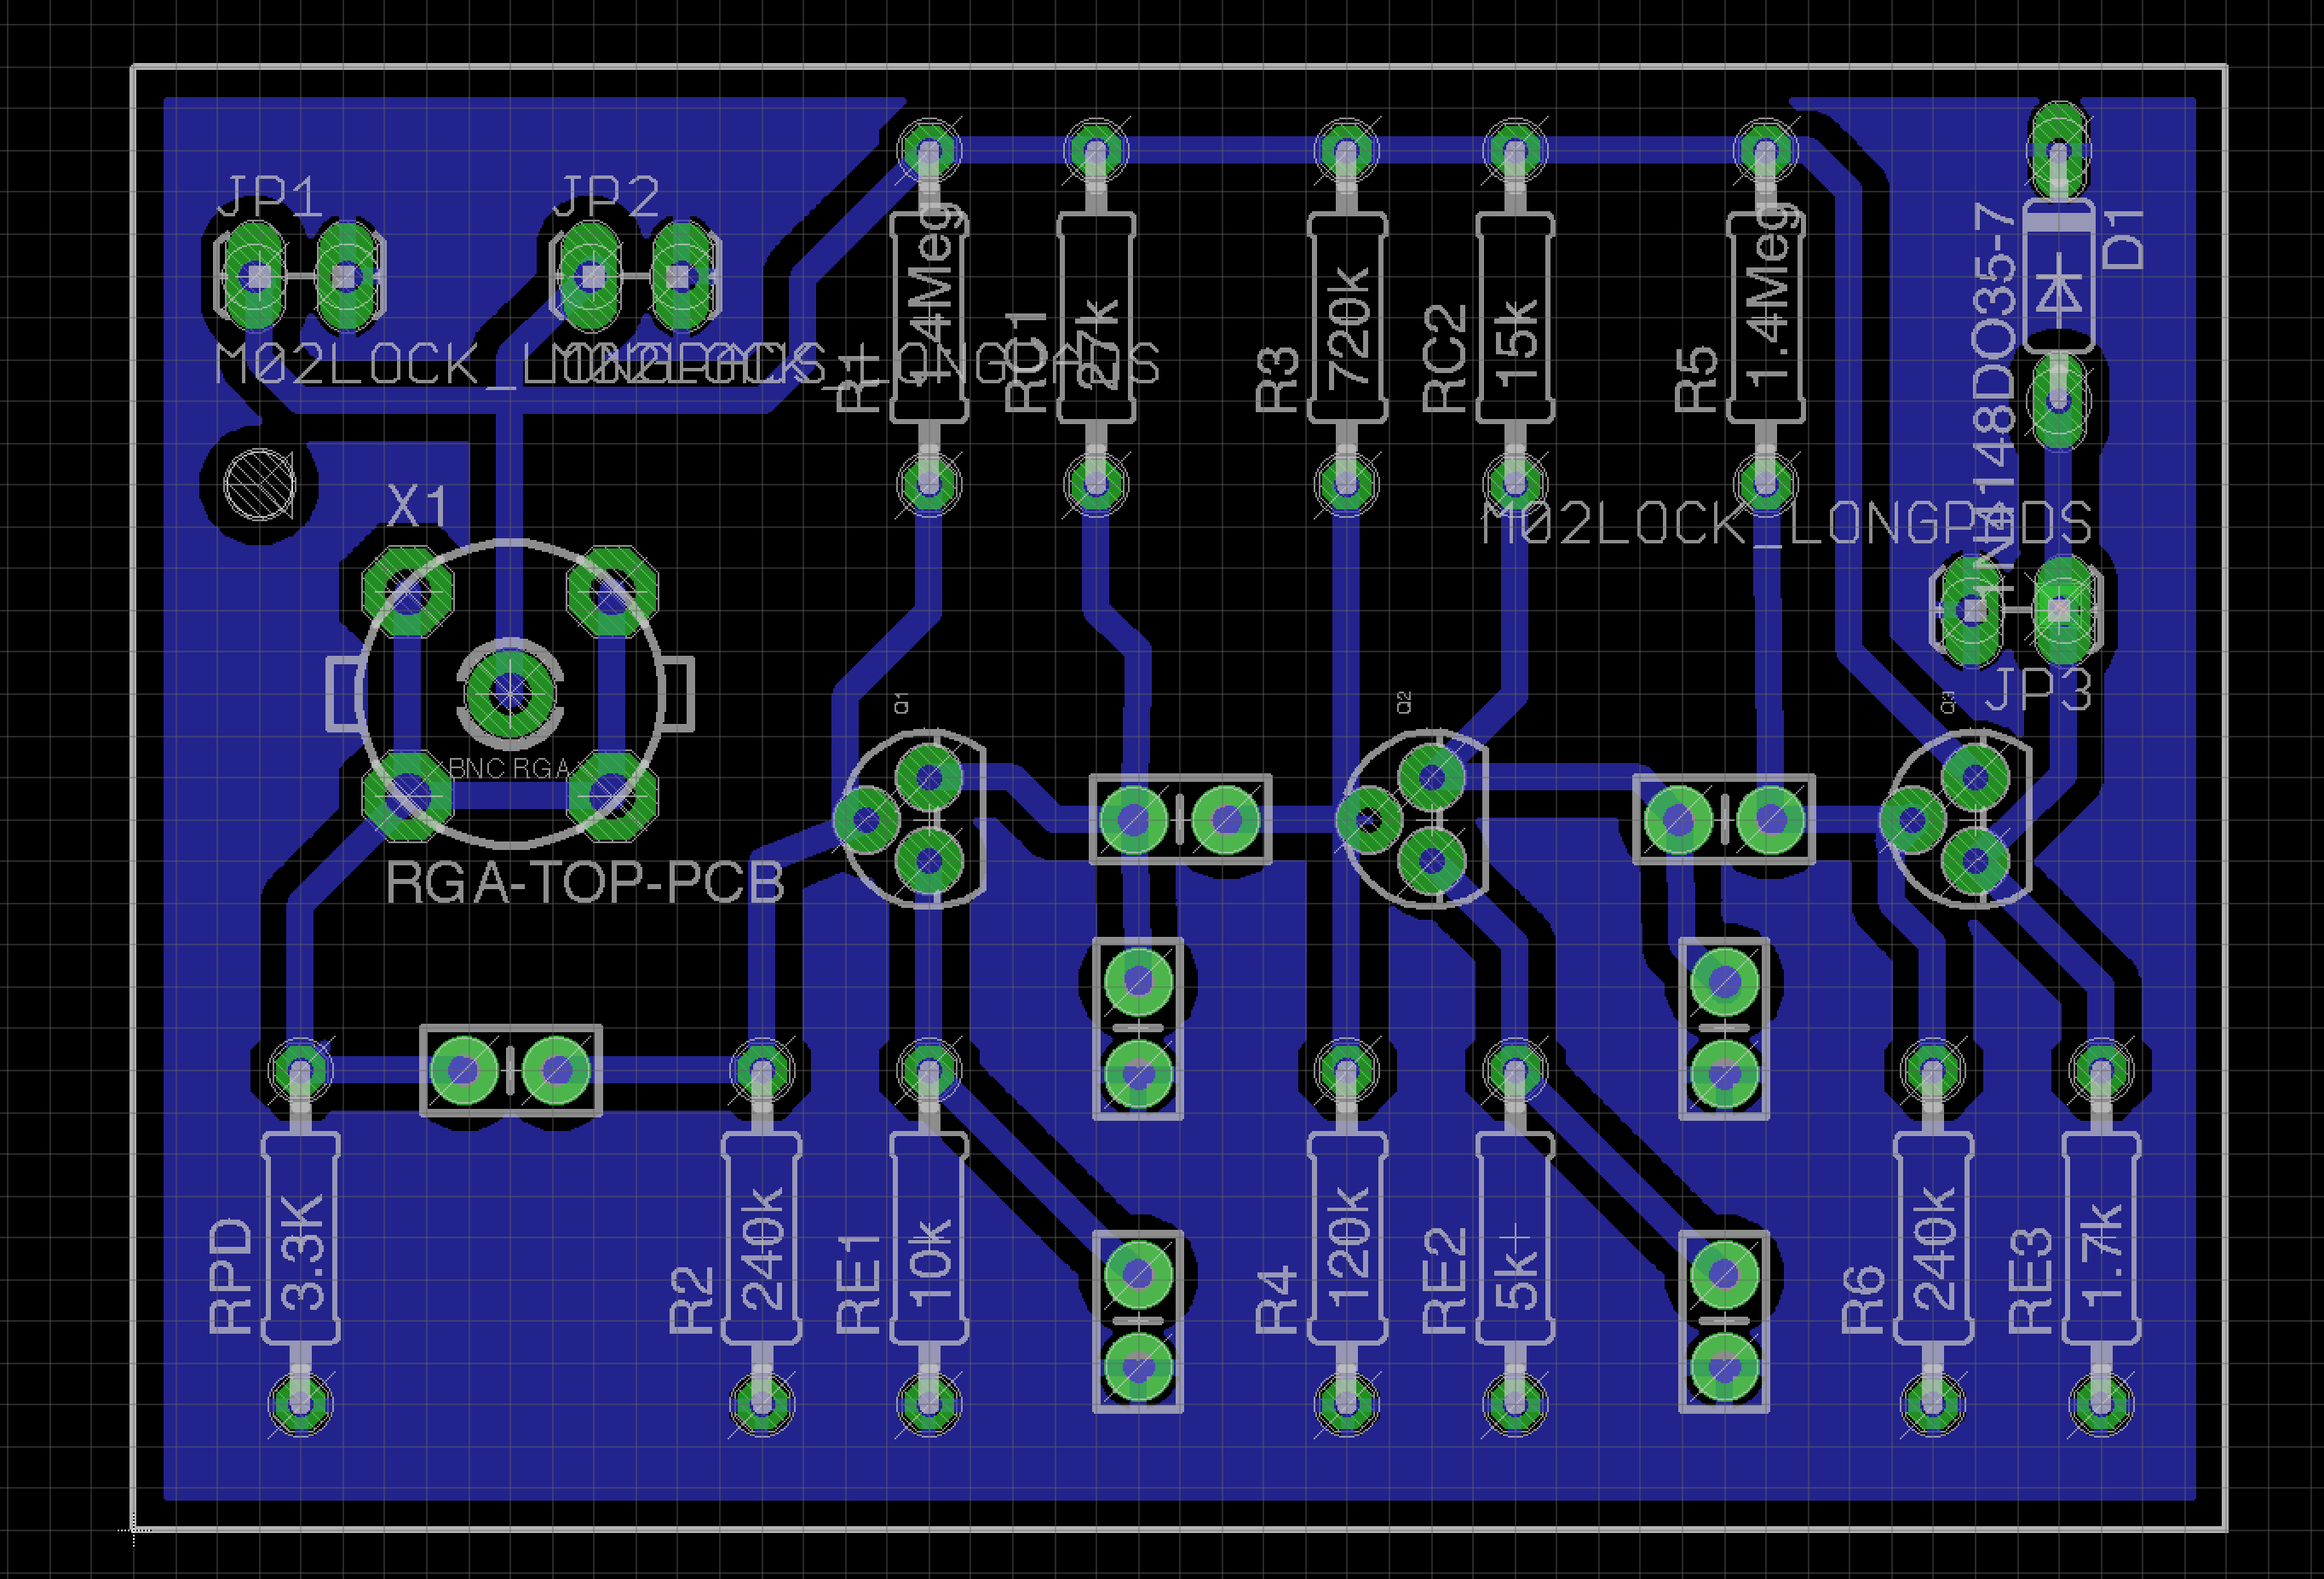 JP1
JP2
M02LOCK_LONGPADS
M02LOCK_LONGPADS
R1
1.4Meg
RC1
27k
R3
720k
RC2
15k
R5
1.4Meg
1N4148DO35-7
D1
M02LOCK_LONGPADS
JP3
X1
BNC RGA
RGA-TOP-PCB
Q1
Q2
Q3
RPD
3.3K
R2
240k
RE1
10k
R4
120k
RE2
5k
R6
240k
RE3
1.7k